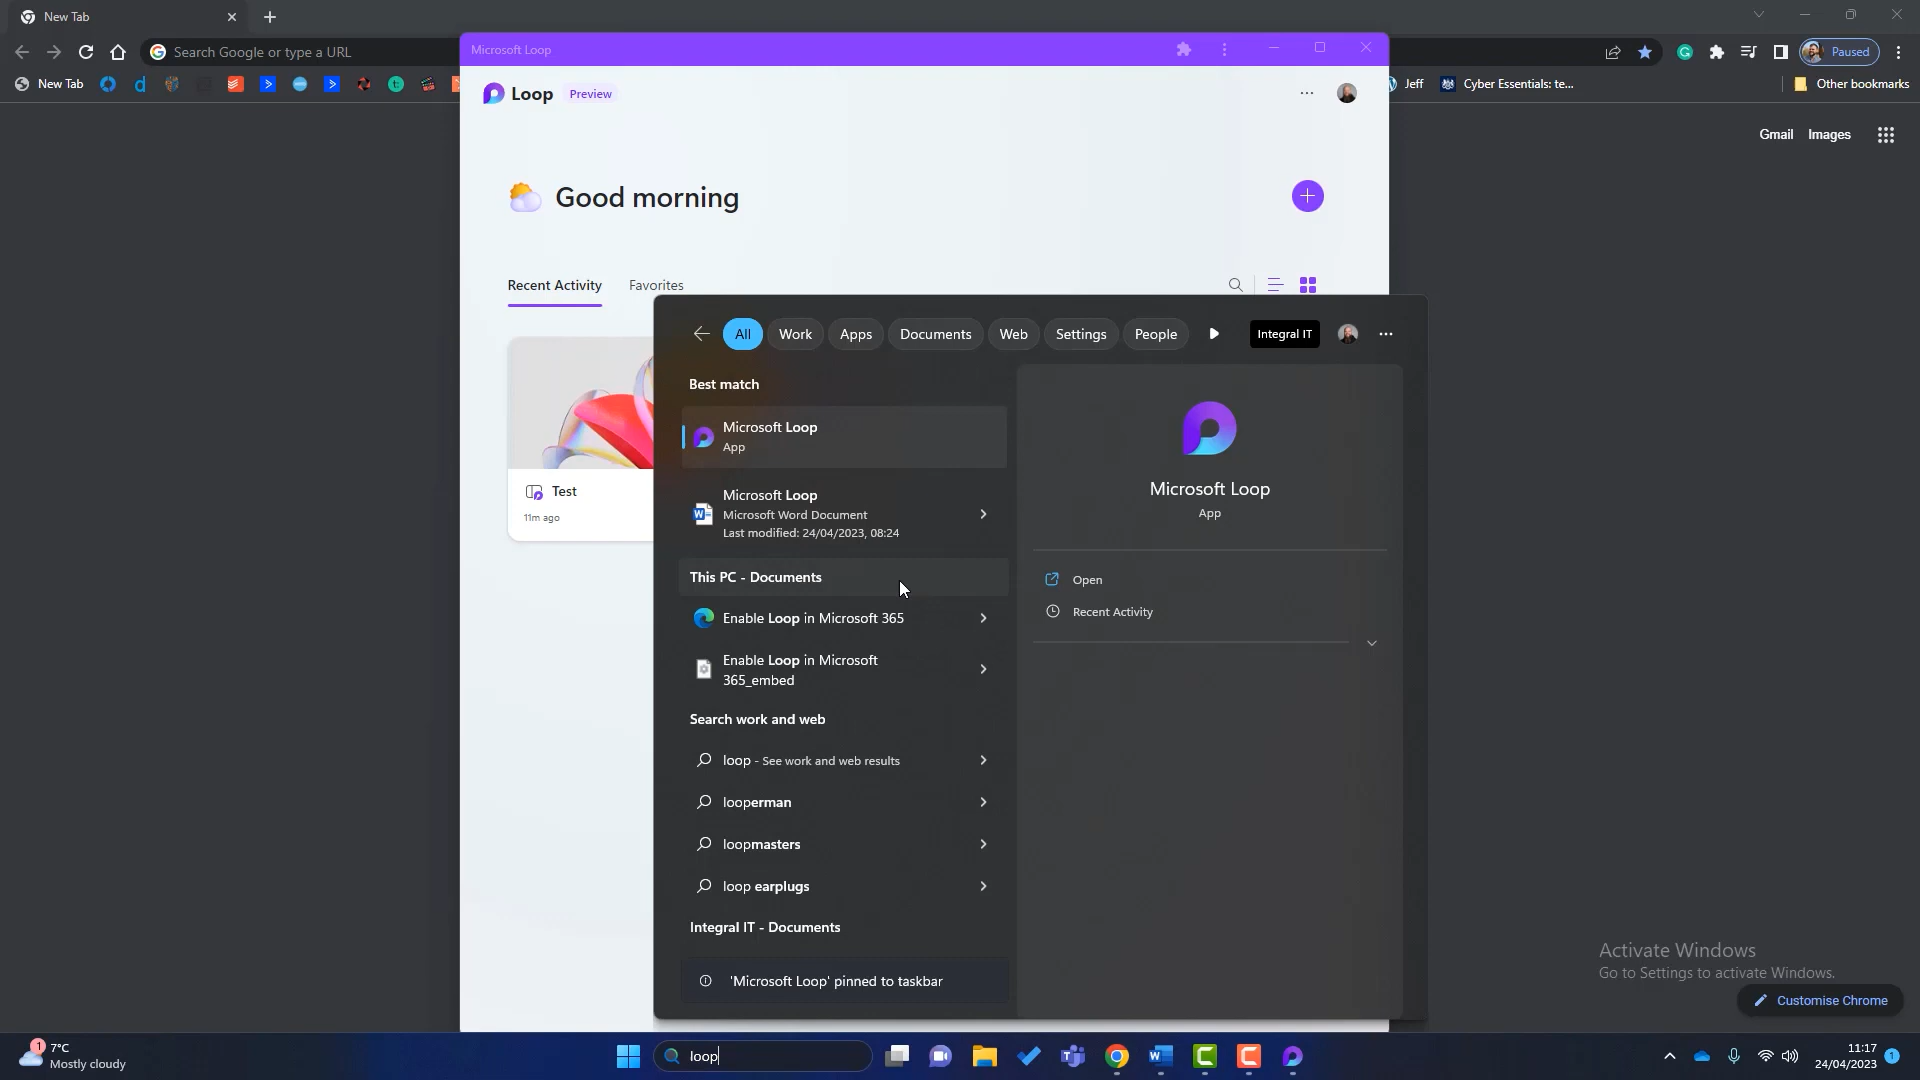 New Tab
Search Google or type a URL
Paused
New Tab
Jeff
Cyber Essentials: te...
Other bookmarks
Gmail
Images
Microsoft Loop
Loop
Preview
Good morning
Recent Activity
Favorites
Test
11m ago
All
Work
Apps
Documents
Web
Settings
People
Integral IT
Best match
Microsoft Loop
App
Microsoft Loop
Microsoft Word Document
Last modified: 24/04/2023, 08:24
This PC - Documents
Enable Loop in Microsoft 365
Enable Loop in Microsoft
365_embed
Search work and web
loop - See work and web results
looperman
loopmasters
loop earplugs
Integral IT - Documents
'Microsoft Loop' pinned to taskbar
Microsoft Loop
App
Open
Recent Activity
Activate Windows
Go to Settings to activate Windows.
Customise Chrome
1
7°C
Mostly cloudy
loop
11:17
24/04/2023
1